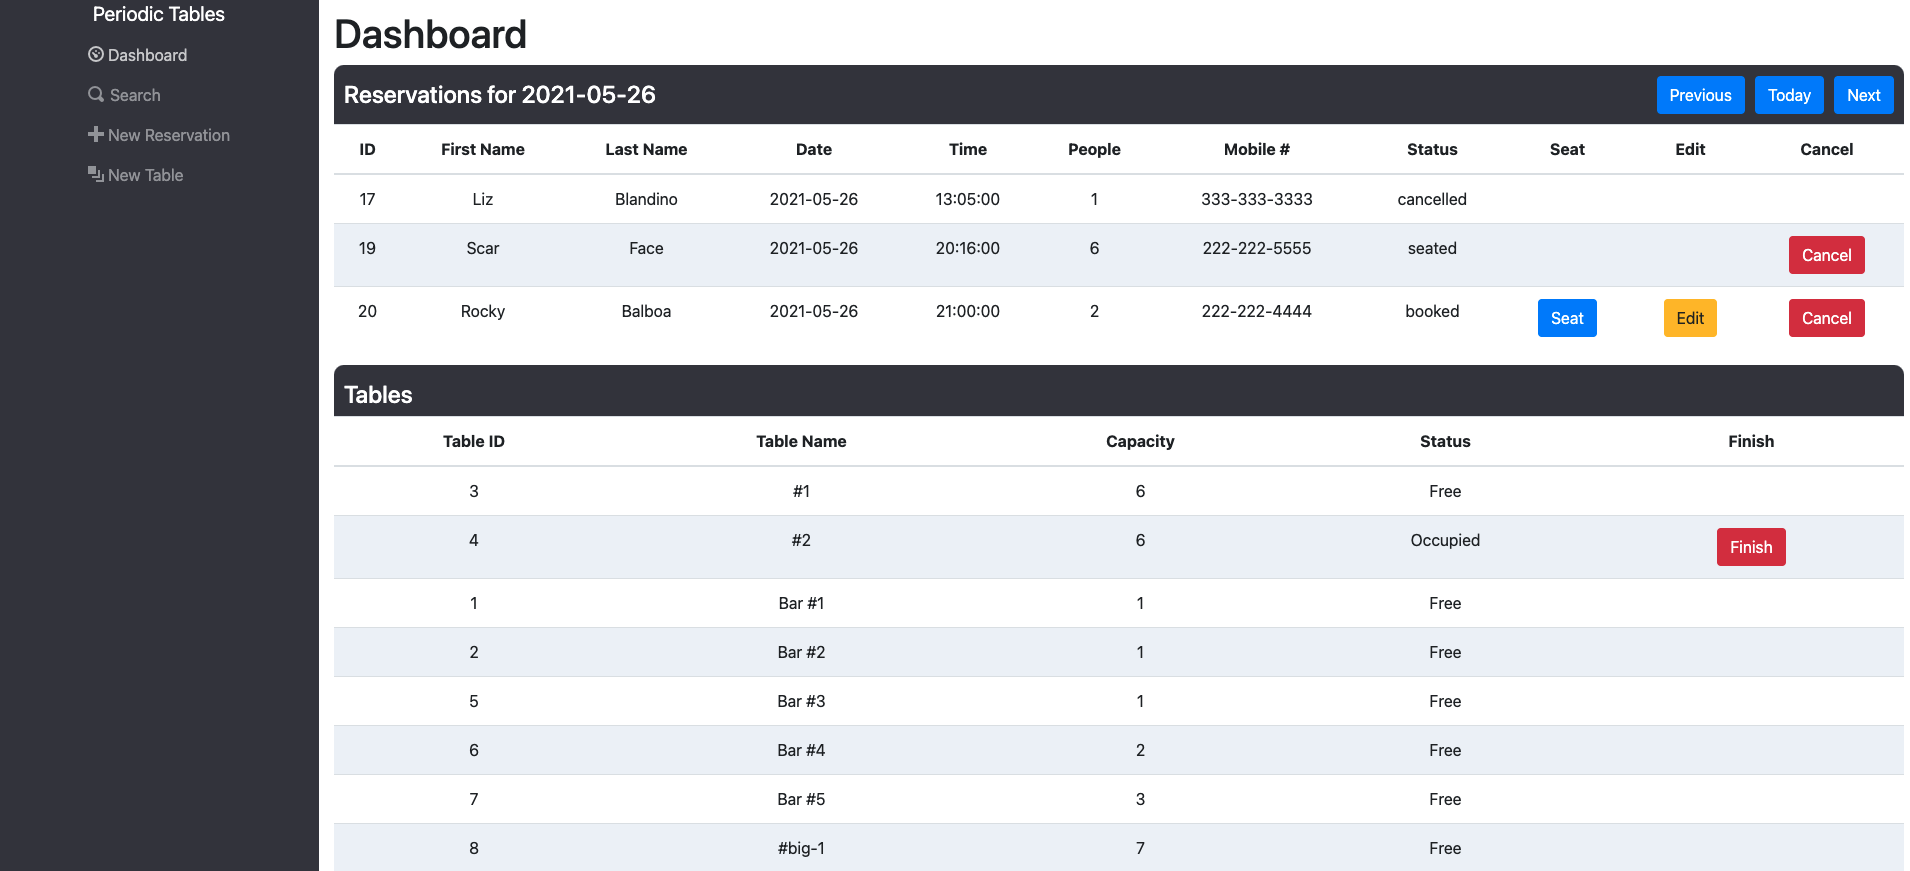 Periodic Tables
Dashboard
Search
New Reservation
New Table
Dashboard
Reservations for 2021-05-26 Previous Today Next
ID First Name Last Name Date Time People Mobile # Status Seat Edit Cancel
17 Liz Blandino 2021-05-26 13:05:00 1 333-333-3333 cancelled
19 Scar Face 2021-05-26 20:16:00 6 222-222-5555 seated Cancel
20 Rocky Balboa 2021-05-26 21:00:00 2 222-222-4444 booked Seat Edit Cancel
Tables
Table ID Table Name Capacity Status Finish
3 #1 6 Free
4 #2 6 Occupied Finish
1 Bar #1 1 Free
2 Bar #2 1 Free
5 Bar #3 1 Free
6 Bar #4 2 Free
7 Bar #5 3 Free
8 #big-1 7 Free